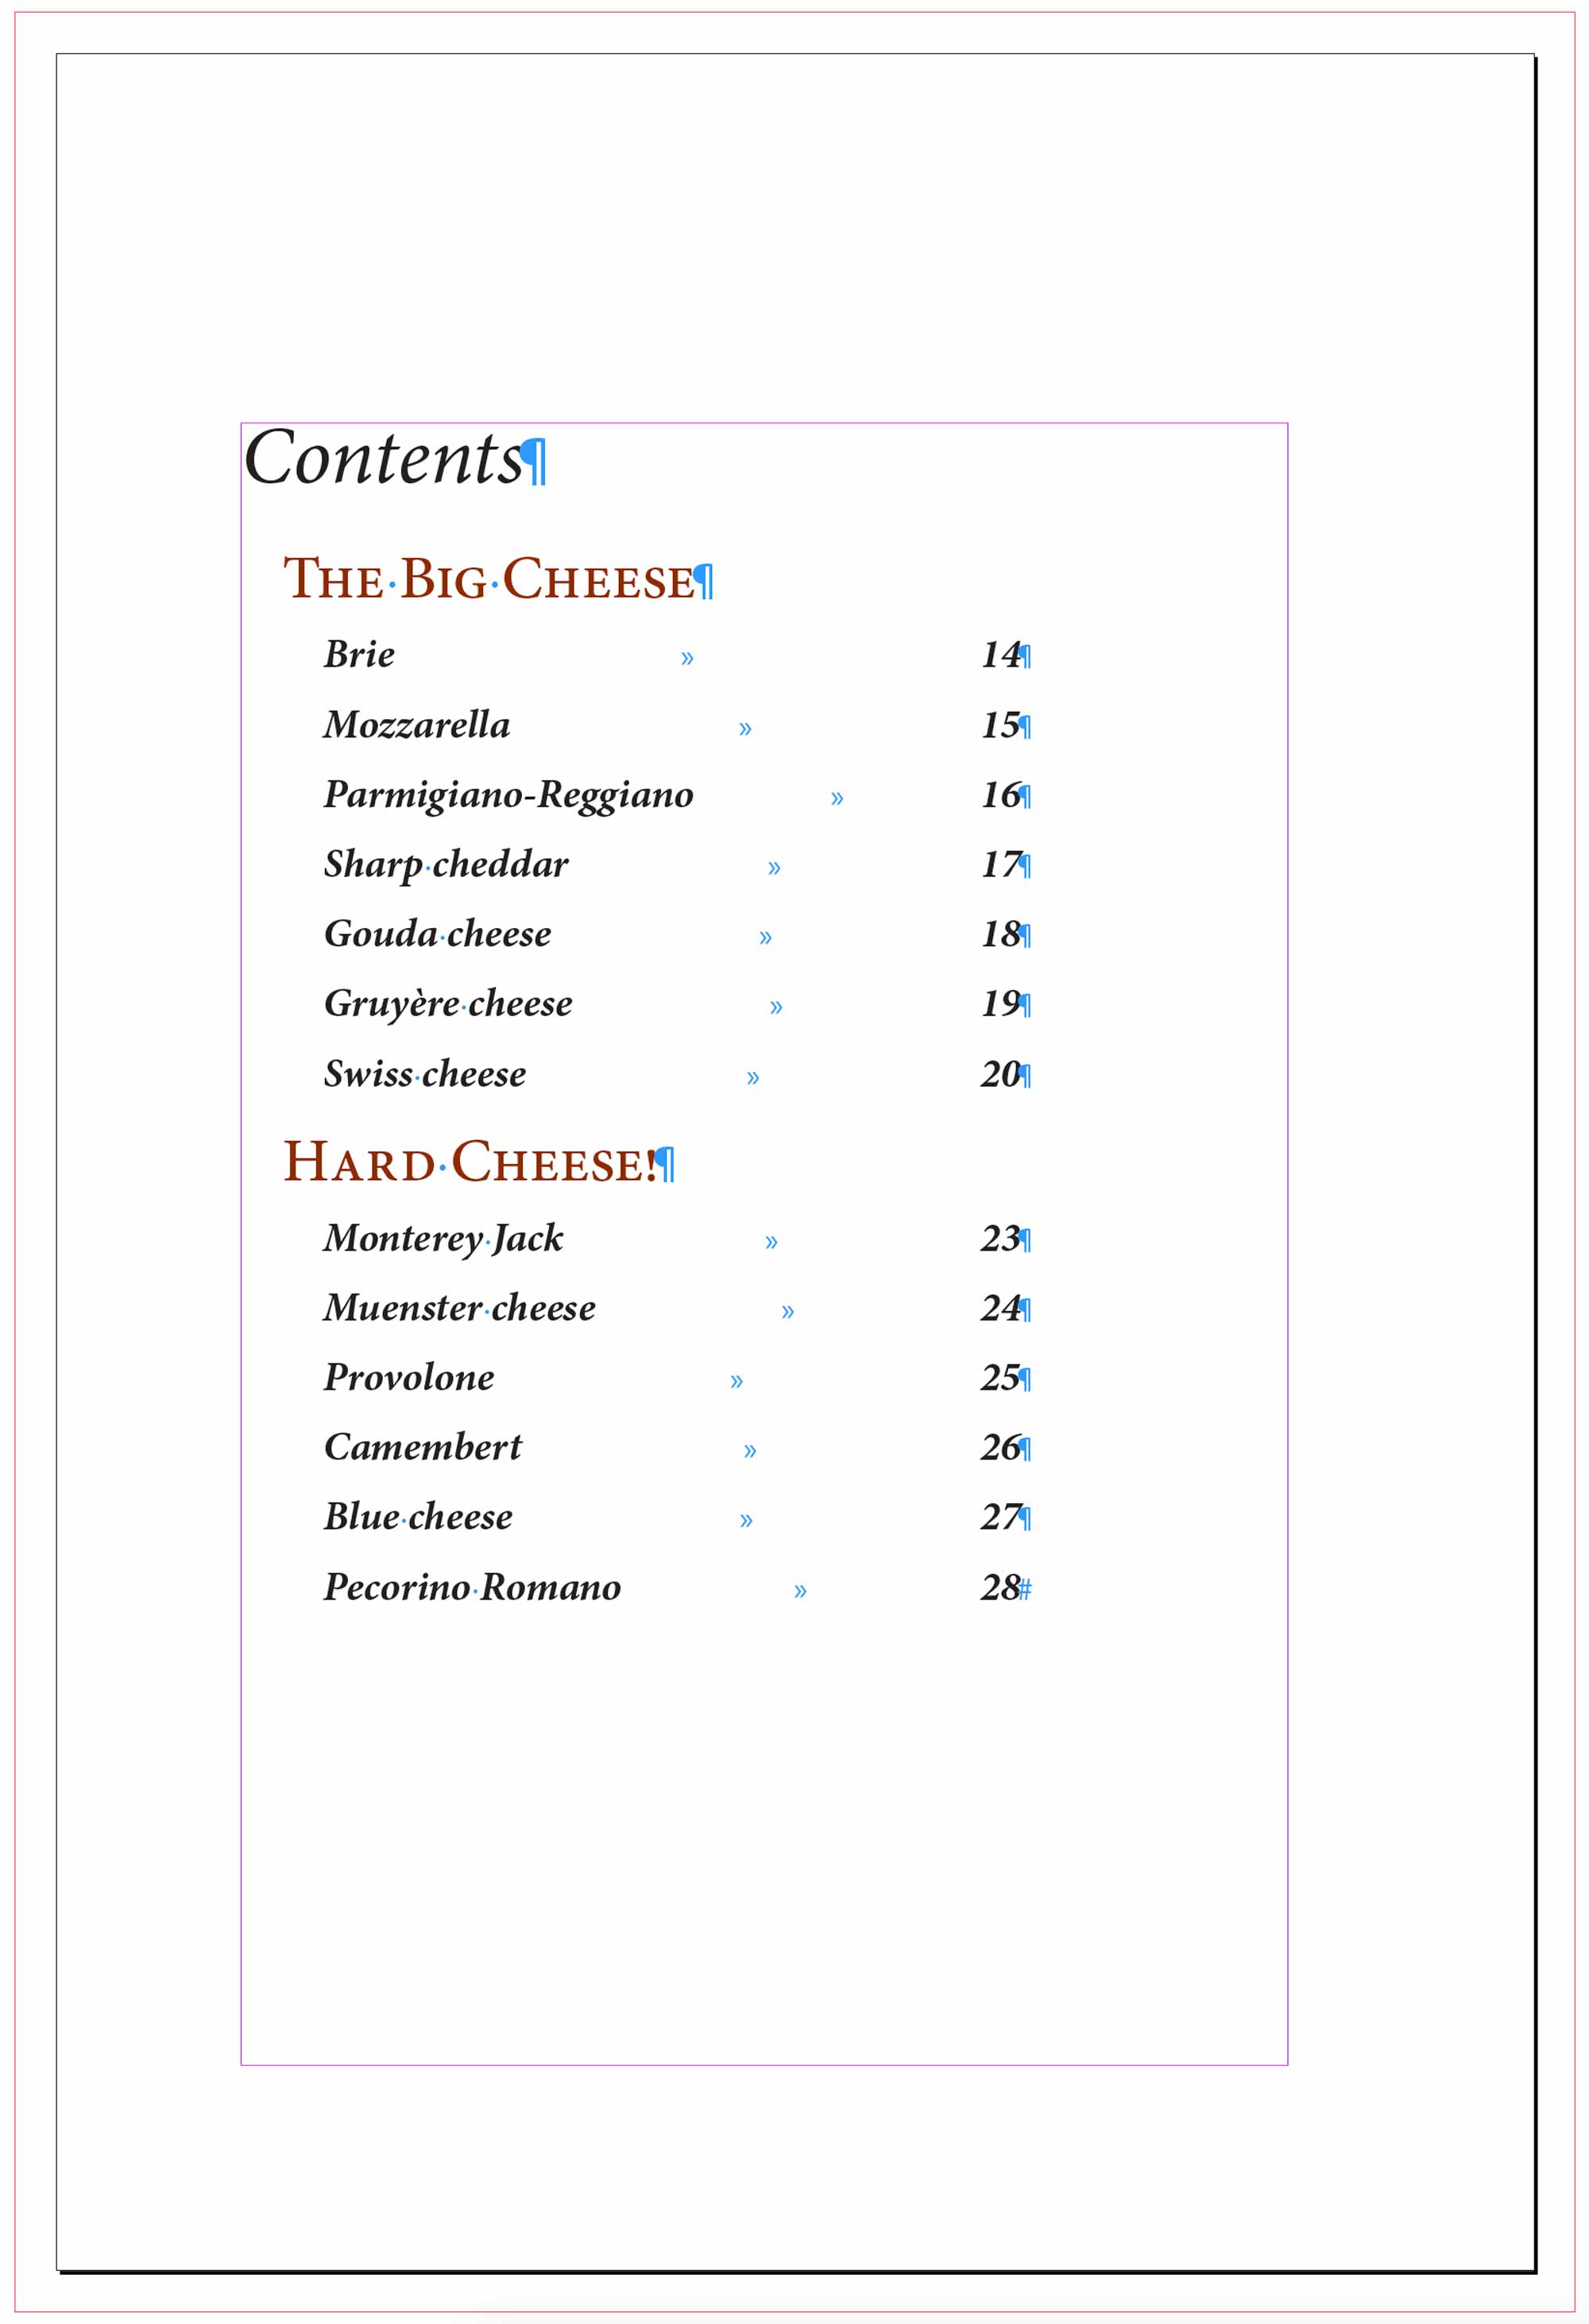 Contents
The Big Cheese
Brie 14
Mozzarella 15
Parmigiano-Reggiano 16
Sharp cheddar 17
Gouda cheese 18
Gruyère cheese 19
Swiss cheese 20
Hard Cheese!
Monterey Jack 23
Muenster cheese 24
Provolone 25
Camembert 26
Blue cheese 27
Pecorino Romano 28